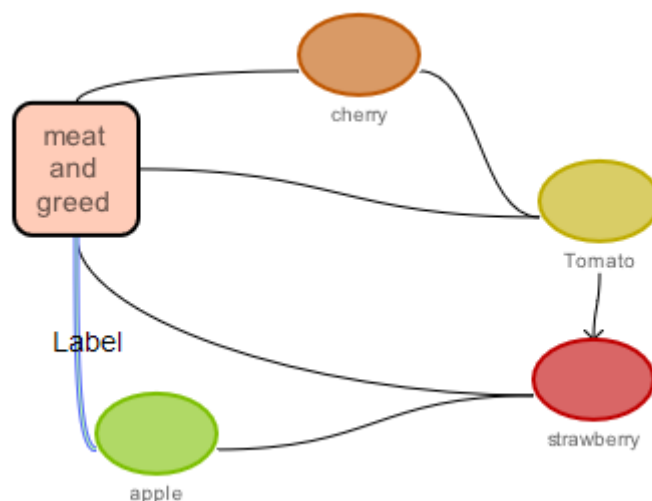 cherry
meat
and
greed
Tomato
Label
strawberry
apple